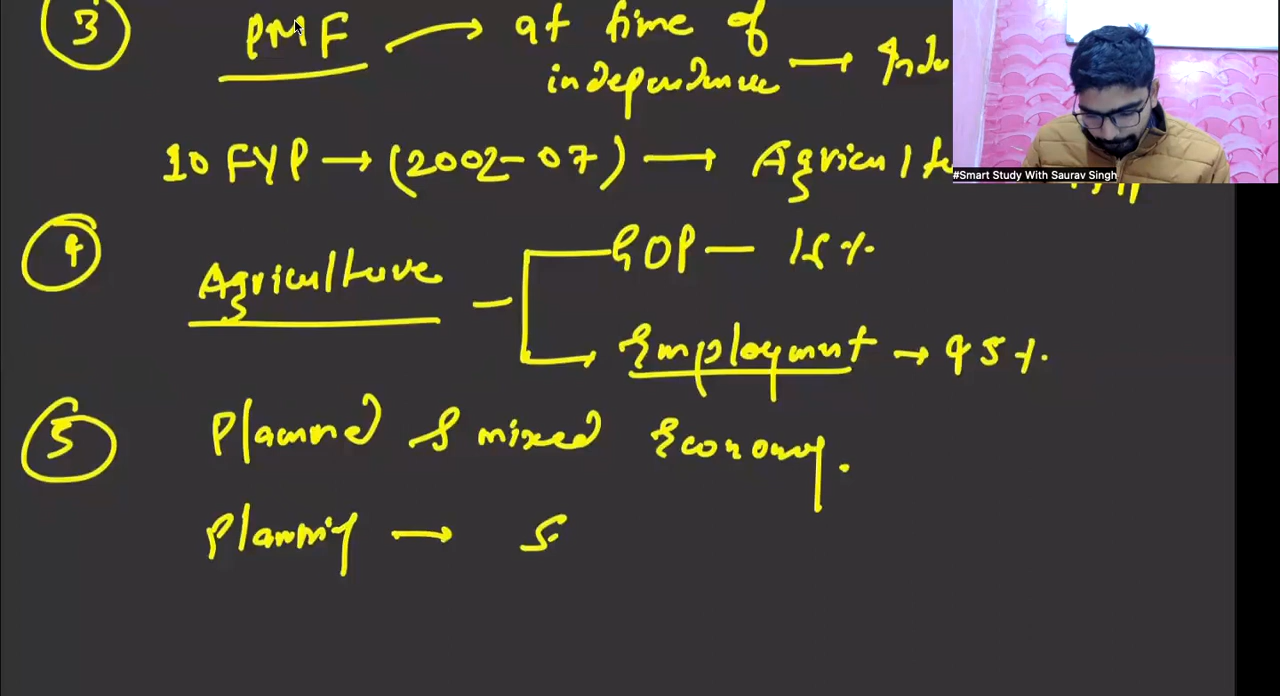 3 PMF → at time of
independence → Indu
10 FYP → (2002-07) → Agricultu
#Smart Study With Saurav Singh
4 Agriculture - GDP - 18%
Employment → 45%.
5 Planned & mixed Economy.
Planning → S